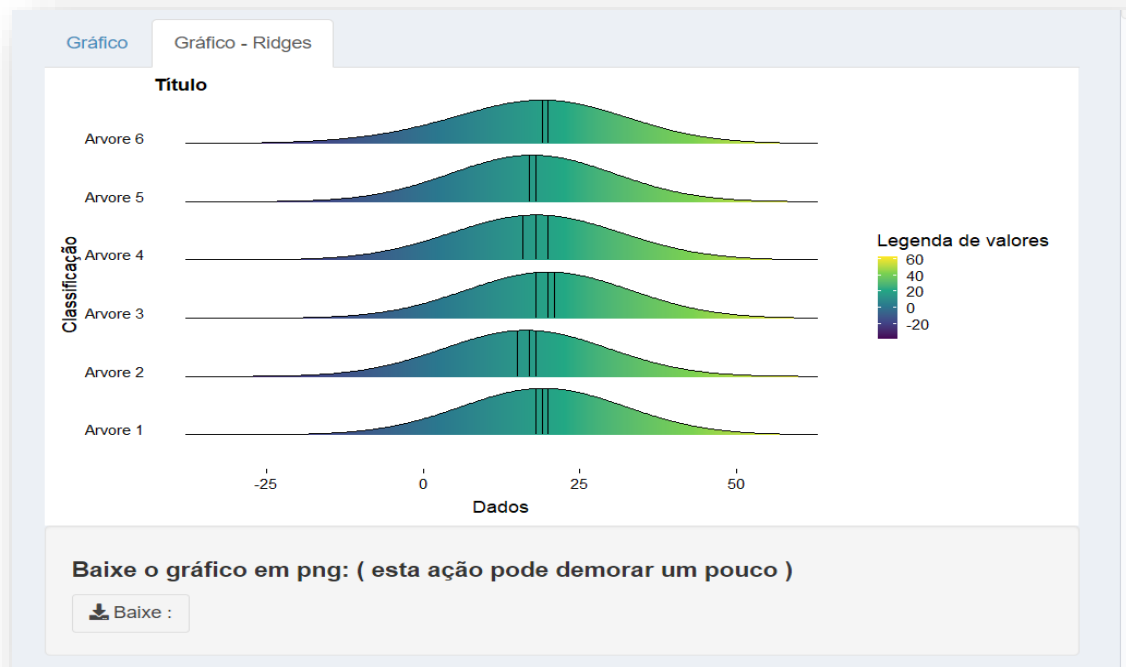 Gráfico
Gráfico - Ridges
Título
Classificação
Arvore 6
Arvore 5
Arvore 4
Arvore 3
Arvore 2
Arvore 1
-25 0 25 50
Dados
Legenda de valores
60
40
20
0
-20
Baixe o gráfico em png: ( esta ação pode demorar um pouco )
Baixe :